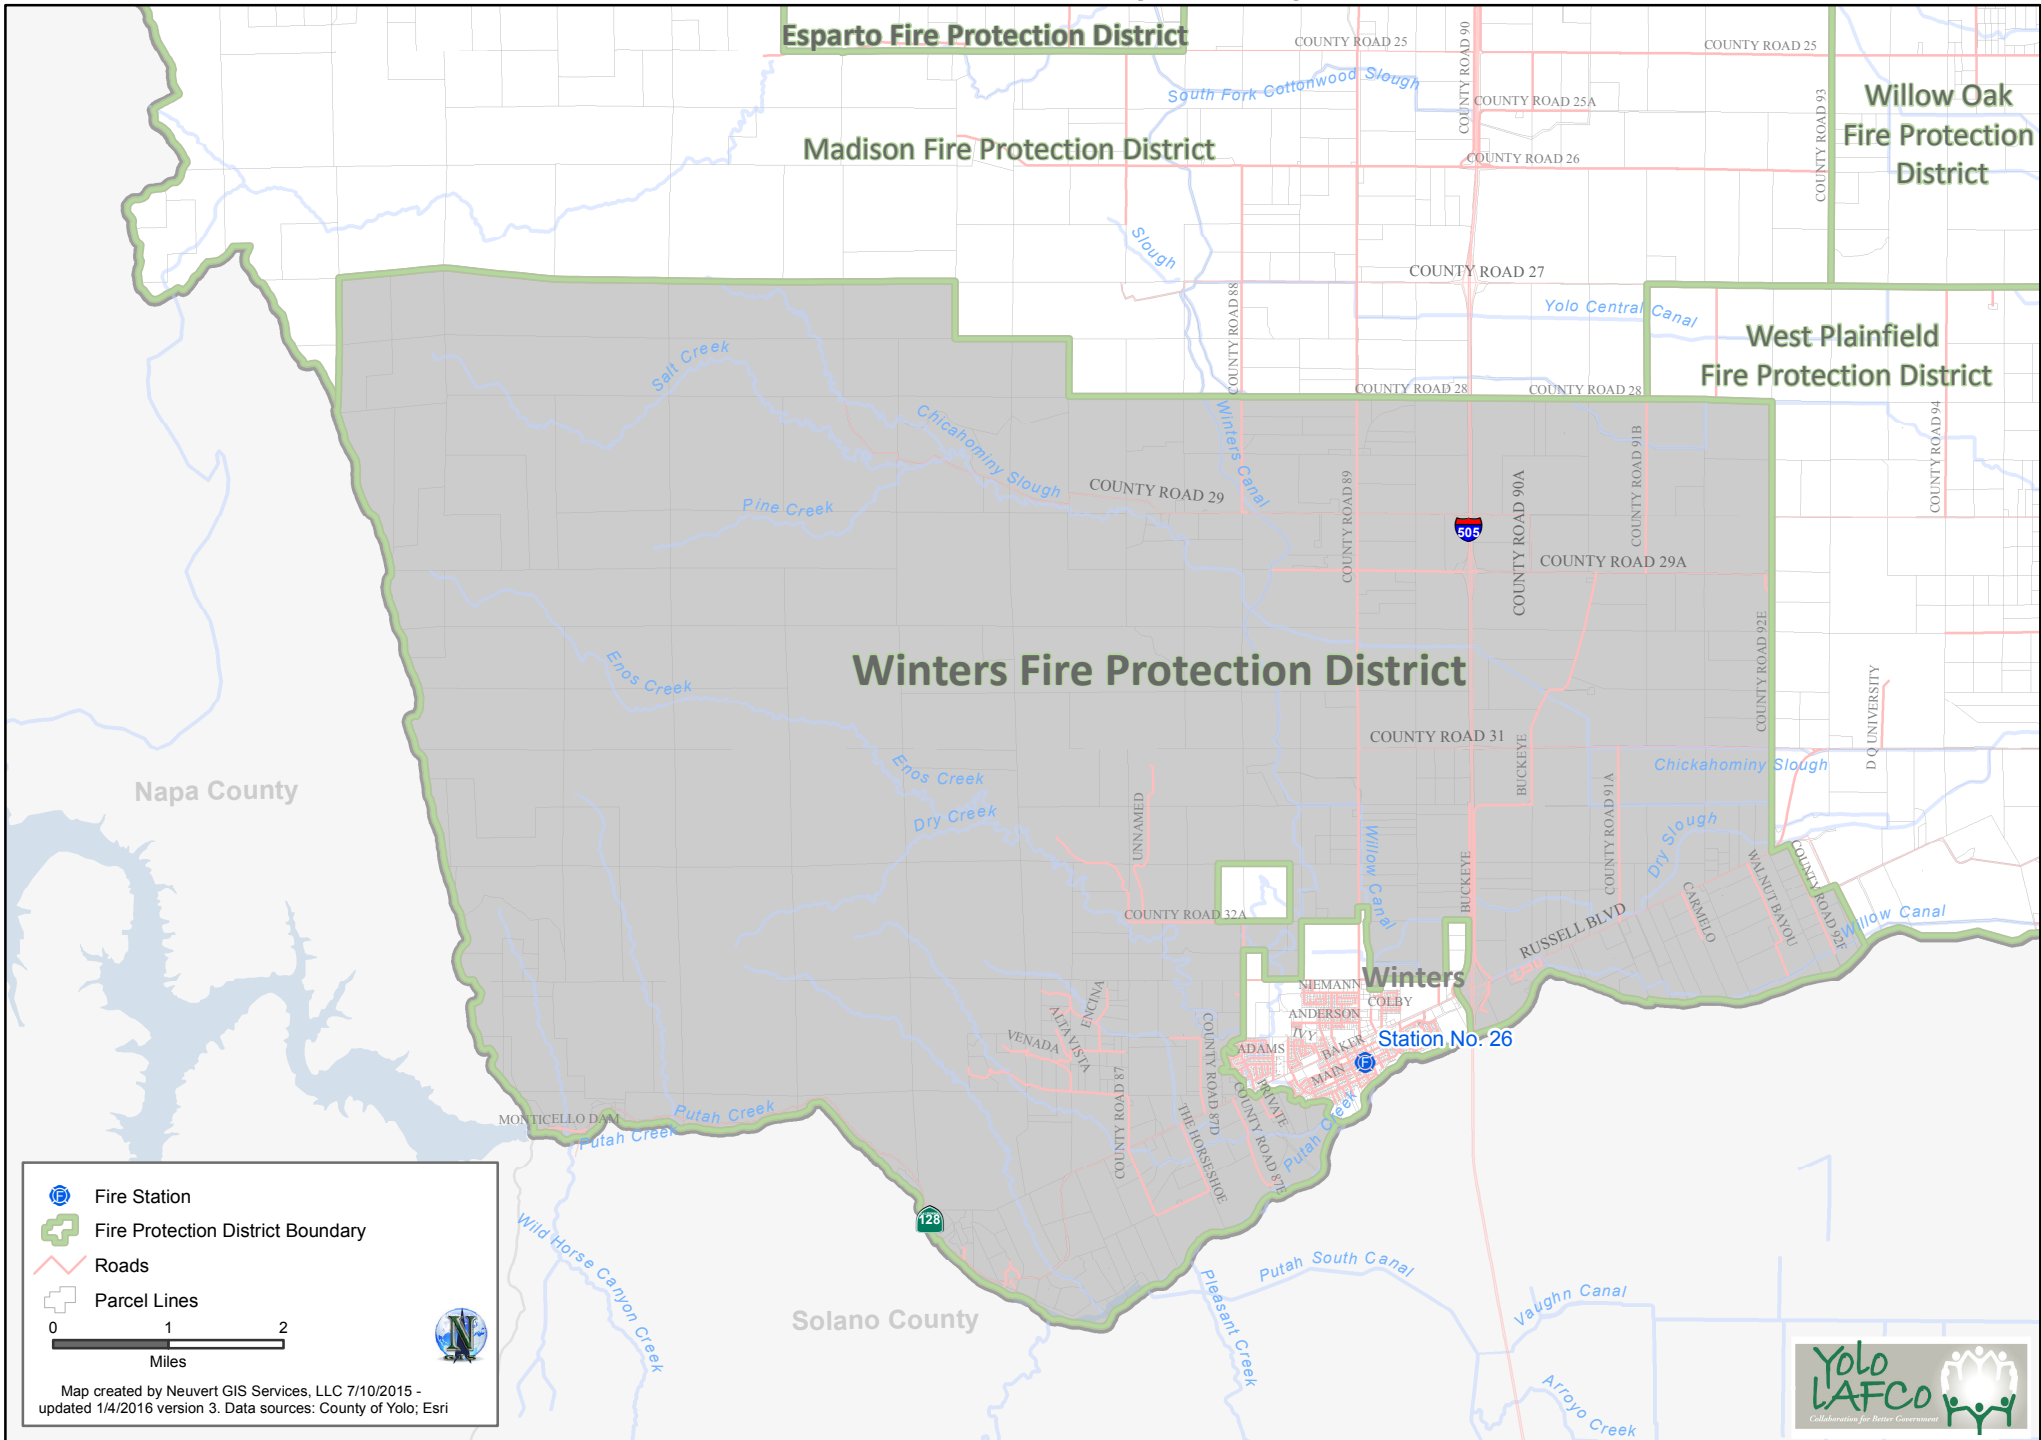 Esparto Fire Protection District
COUNTY ROAD 25
COUNTY ROAD 90
COUNTY ROAD 25
South Fork Cottonwood Slough
COUNTY ROAD 25A
COUNTY ROAD 93
Willow Oak
Fire Protection
District
Madison Fire Protection District
COUNTY ROAD 26
Slough
COUNTY ROAD 27
COUNTY ROAD 88
Yolo Central Canal
West Plainfield
Fire Protection District
Salt Creek
COUNTY ROAD 28
COUNTY ROAD 28
Chicahominy Slough
Winters Canal
COUNTY ROAD 91B
COUNTY ROAD 94
COUNTY ROAD 29
COUNTY ROAD 89
COUNTY ROAD 90A
Pine Creek
505
COUNTY ROAD 29A
COUNTY ROAD 92E
Enos Creek
Winters Fire Protection District
D Q UNIVERSITY
COUNTY ROAD 31
BUCKEYE
Chickahominy Slough
Enos Creek
Napa County
Dry Creek
UNNAMED
Willow Canal
COUNTY ROAD 91A
Dry Slough
BUCKEYE
WALNUT BAYOU
COUNTY ROAD 92F
CARMELO
COUNTY ROAD 32A
RUSSELL BLVD
Willow Canal
Winters
NIEMANN
COLBY
ENCINA
ALTA VISTA
ANDERSON
IVY
VENADA
COUNTY ROAD 87D
ADAMS
BAKER
Station No. 26
F
MAIN
PRIVATE
COUNTY ROAD 87
COUNTY ROAD 87E
THE HORSESHOE
Putah Creek
MONTICELLO DAM
Putah Creek
Putah Creek
128
Wild Horse Canyon Creek
Pleasant Creek
Putah South Canal
Vaughn Canal
Solano County
Arroyo Creek
F Fire Station
Fire Protection District Boundary
Roads
Parcel Lines
0 1 2
Miles
N
Map created by Neuvert GIS Services, LLC 7/10/2015 -
updated 1/4/2016 version 3. Data sources: County of Yolo; Esri
YOLO
LAFCO
Collaboration for Better Government